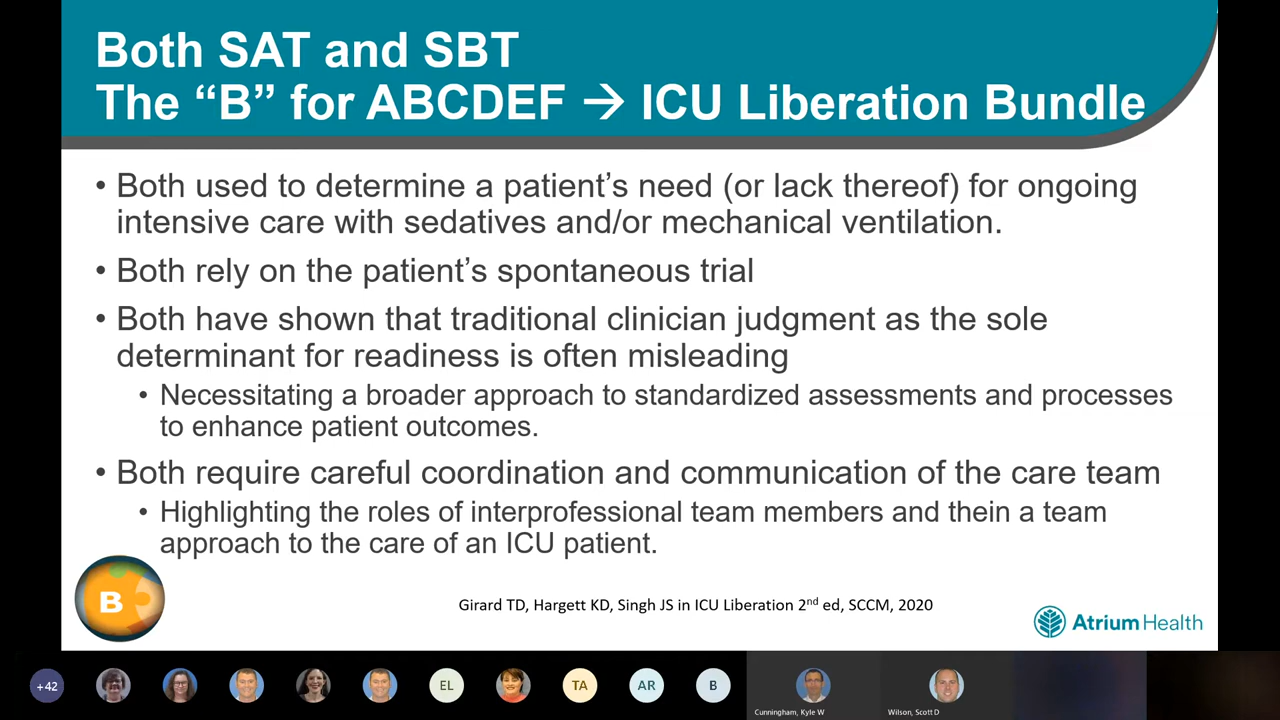 Both SAT and SBT
The “B” for ABCDEF → ICU Liberation Bundle
• Both used to determine a patient’s need (or lack thereof) for ongoing
intensive care with sedatives and/or mechanical ventilation.
• Both rely on the patient’s spontaneous trial
• Both have shown that traditional clinician judgment as the sole
determinant for readiness is often misleading
• Necessitating a broader approach to standardized assessments and processes
to enhance patient outcomes.
• Both require careful coordination and communication of the care team
• Highlighting the roles of interprofessional team members and thein a team
approach to the care of an ICU patient.
B
Girard TD, Hargett KD, Singh JS in ICU Liberation 2nd ed, SCCM, 2020
Atrium Health
+42
EL
TA
AR
B
Cunningham, Kyle W
Wilson, Scott D